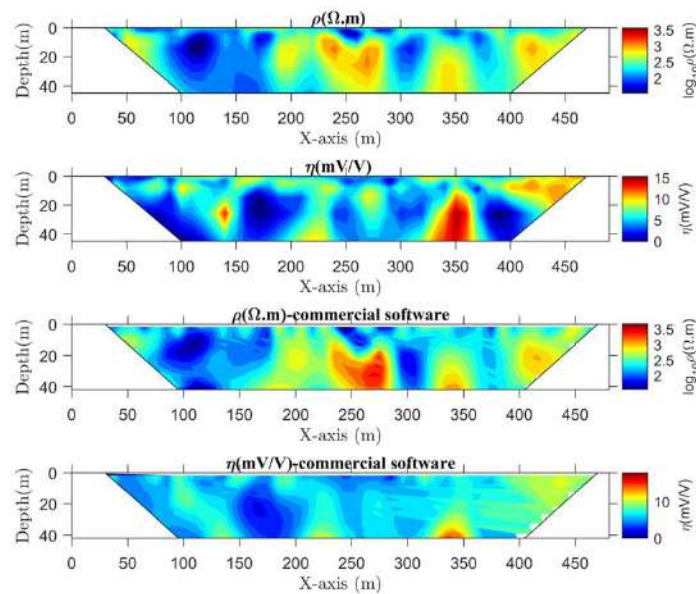 ρ(Ω.m)
Depth(m)
0
20
40
0 50 100 150 200 250 300 350 400 450
X-axis (m)
3.5
3
2.5
2
log₁₀ρ(Ω.m)
η(mV/V)
Depth(m)
0
20
40
0 50 100 150 200 250 300 350 400 450
X-axis (m)
15
10
5
0
η(mV/V)
ρ(Ω.m)-commercial software
Depth(m)
0
20
40
0 50 100 150 200 250 300 350 400 450
X-axis (m)
3.5
3
2.5
2
log₁₀ρ(Ω.m)
η(mV/V)-commercial software
Depth(m)
0
20
40
0 50 100 150 200 250 300 350 400 450
X-axis (m)
10
0
η(mV/V)